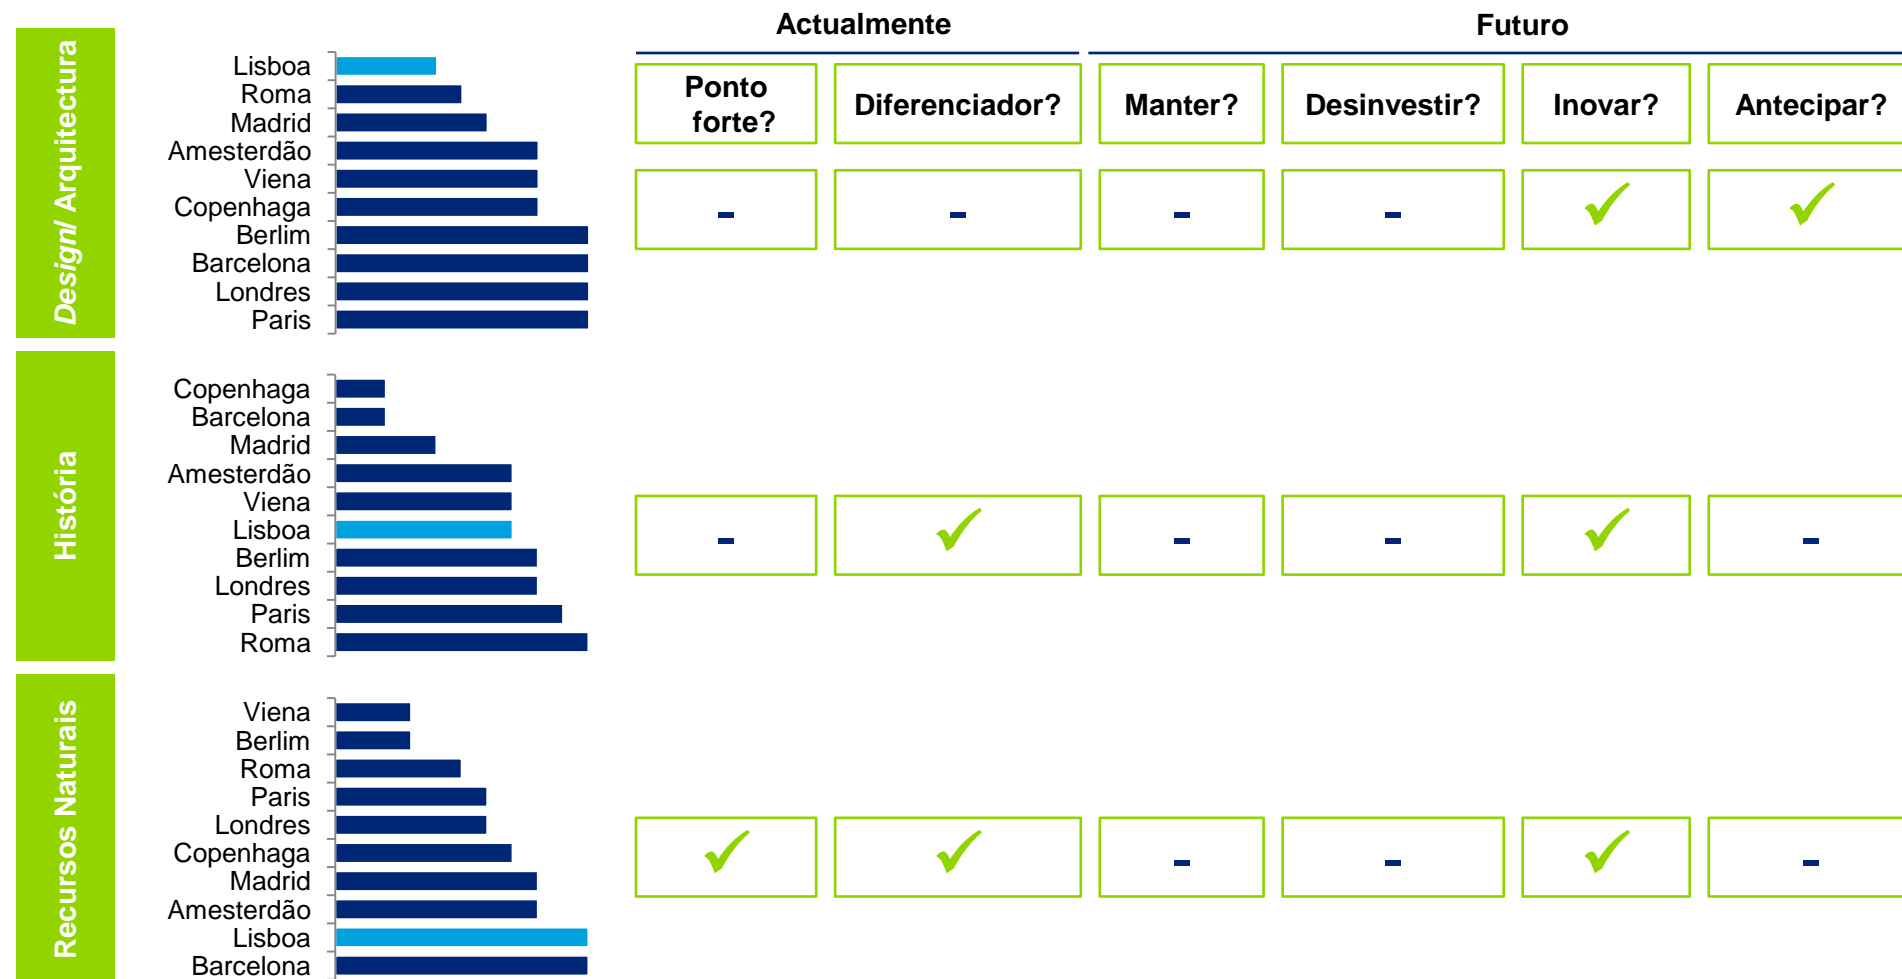 Actualmente
Futuro
Ponto
forte?
Diferenciador?
Manter?
Desinvestir?
Inovar?
Antecipar?
Design/ Arquitectura
Lisboa
Roma
Madrid
Amesterdão
Viena
Copenhaga
Berlim
Barcelona
Londres
Paris
- - - - ✓ ✓
História
Copenhaga
Barcelona
Madrid
Amesterdão
Viena
Lisboa
Berlim
Londres
Paris
Roma
- ✓ - - ✓ -
Recursos Naturais
Viena
Berlim
Roma
Paris
Londres
Copenhaga
Madrid
Amesterdão
Lisboa
Barcelona
✓ ✓ - - ✓ -